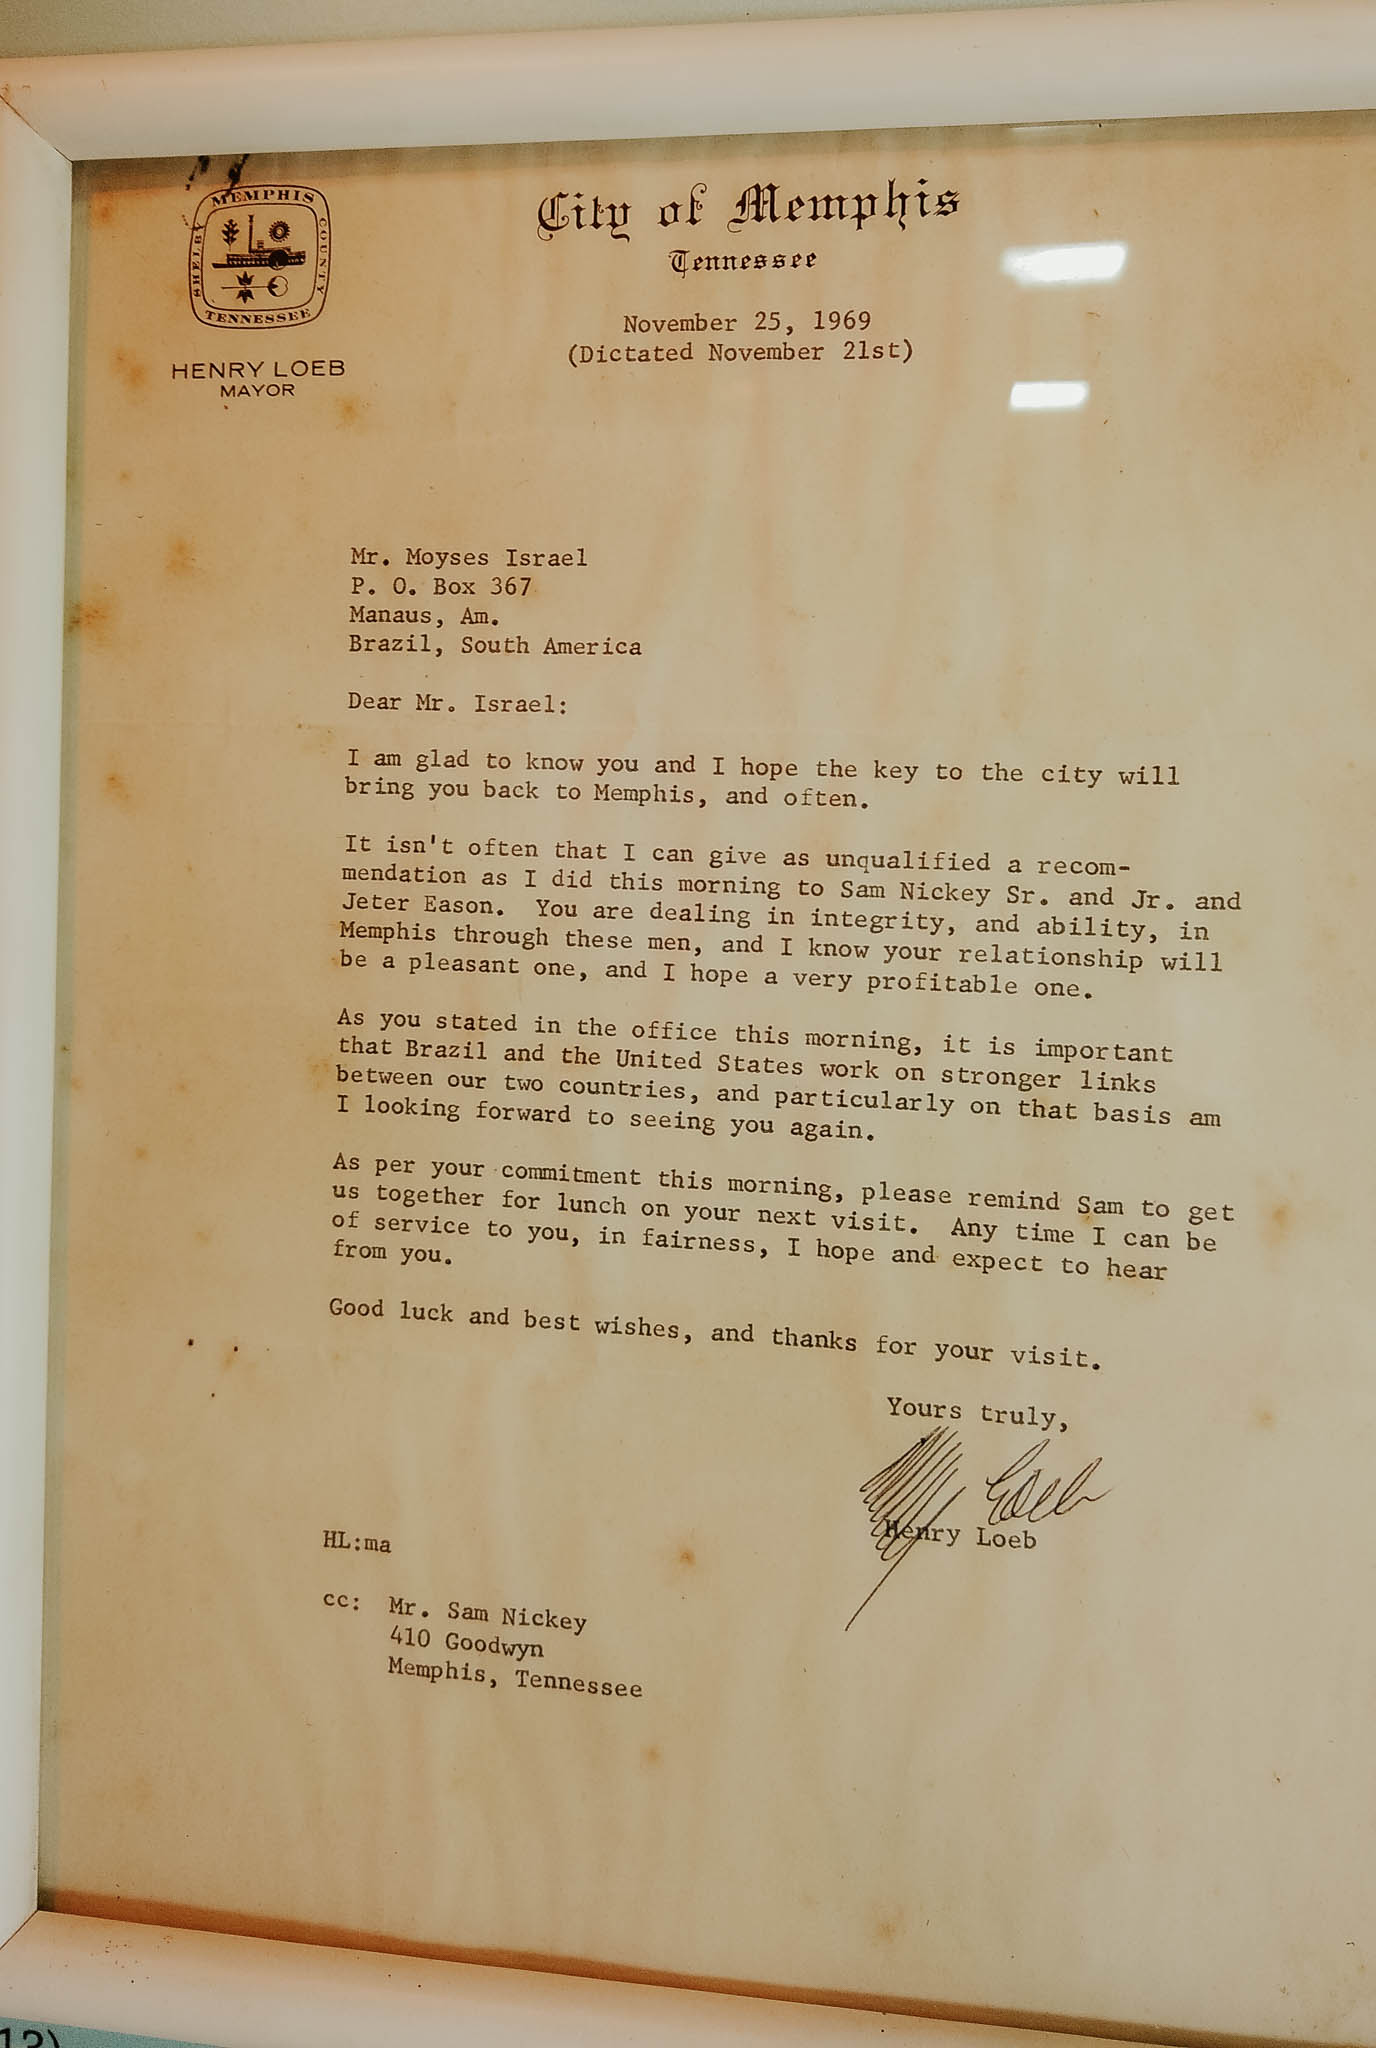 MEMPHIS
SHELBY
COUNTY
TENNESSEE
HENRY LOEB
MAYOR
City of Memphis
Tennessee
November 25, 1969
(Dictated November 21st)
Mr. Moyses Israel
P. O. Box 367
Manaus, Am.
Brazil, South America
Dear Mr. Israel:
I am glad to know you and I hope the key to the city will
bring you back to Memphis, and often.
It isn't often that I can give as unqualified a recom-
mendation as I did this morning to Sam Nickey Sr. and Jr. and
Jeter Eason. You are dealing in integrity, and ability, in
Memphis through these men, and I know your relationship will
be a pleasant one, and I hope a very profitable one.
As you stated in the office this morning, it is important
that Brazil and the United States work on stronger links
between our two countries, and particularly on that basis am
I looking forward to seeing you again.
As per your commitment this morning, please remind Sam to get
us together for lunch on your next visit. Any time I can be
of service to you, in fairness, I hope and expect to hear
from you.
Good luck and best wishes, and thanks for your visit.
Yours truly,
Loeb
Henry Loeb
HL:ma
cc: Mr. Sam Nickey
410 Goodwyn
Memphis, Tennessee